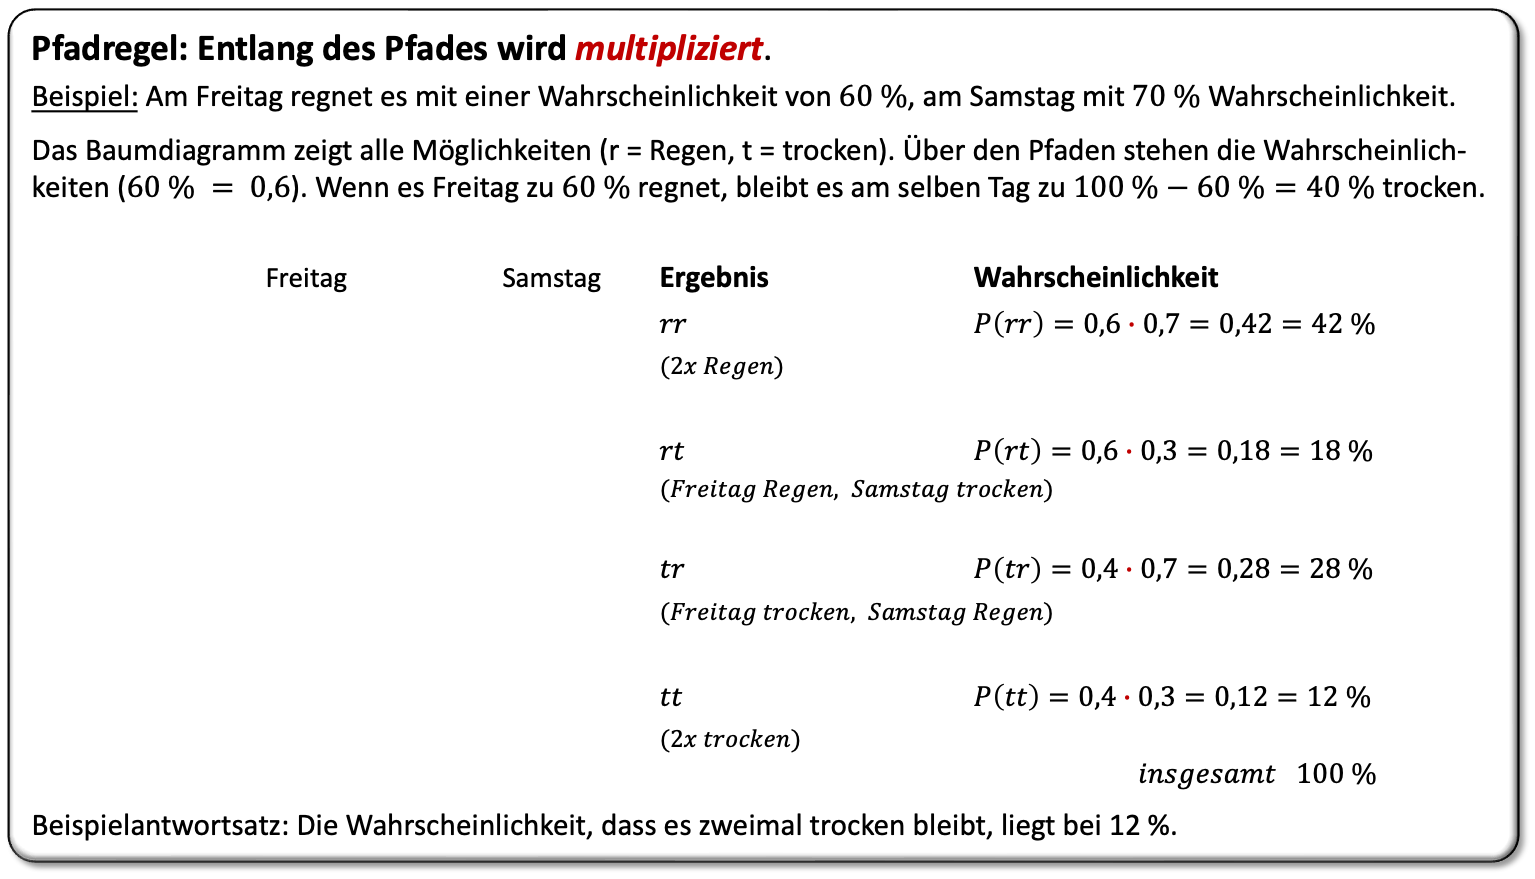 Pfadregel: Entlang des Pfades wird multipliziert.
Beispiel: Am Freitag regnet es mit einer Wahrscheinlichkeit von 60 %, am Samstag mit 70 % Wahrscheinlichkeit.
Das Baumdiagramm zeigt alle Möglichkeiten (r = Regen, t = trocken). Über den Pfaden stehen die Wahrscheinlich-
keiten (60 % = 0,6). Wenn es Freitag zu 60 % regnet, bleibt es am selben Tag zu 100 % − 60 % = 40 % trocken.
Freitag Samstag Ergebnis Wahrscheinlichkeit
rr P(rr) = 0,6 · 0,7 = 0,42 = 42 %
(2x Regen)
rt P(rt) = 0,6 · 0,3 = 0,18 = 18 %
(Freitag Regen, Samstag trocken)
tr P(tr) = 0,4 · 0,7 = 0,28 = 28 %
(Freitag trocken, Samstag Regen)
tt P(tt) = 0,4 · 0,3 = 0,12 = 12 %
(2x trocken)
insgesamt 100 %
Beispielantwortsatz: Die Wahrscheinlichkeit, dass es zweimal trocken bleibt, liegt bei 12 %.